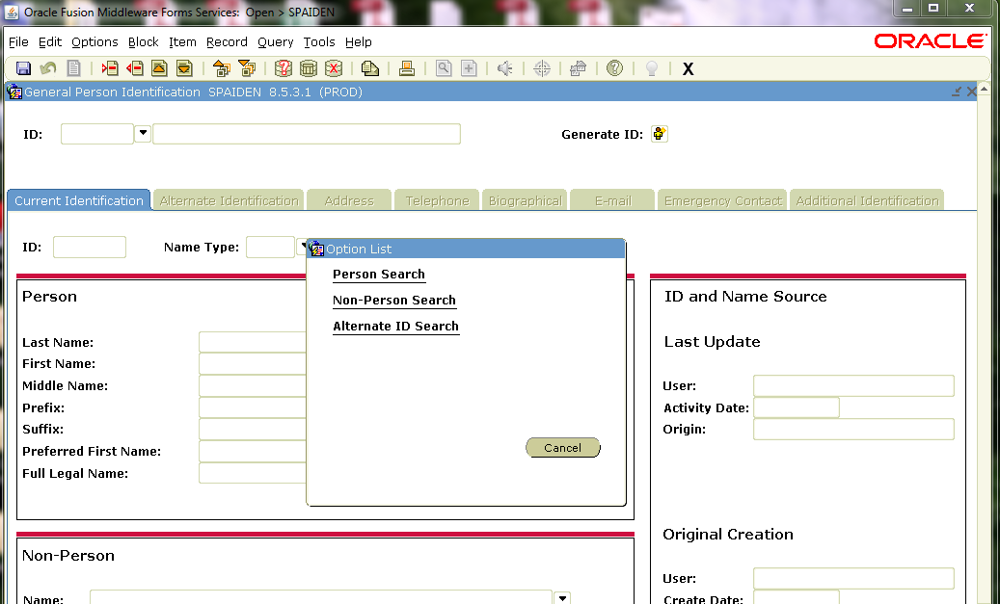 Oracle Fusion Middleware Forms Services:  Open > SPAIDEN
File Edit Options Block Item Record Query Tools Help
ORACLE
X
General Person Identification  SPAIDEN  8.5.3.1  (PROD)
ID:
Generate ID:
Current Identification Alternate Identification Address Telephone Biographical E-mail Emergency Contact Additional Identification
ID:
Name Type:
Option List
Person Search
Non-Person Search
Alternate ID Search
Cancel
Person
Last Name:
First Name:
Middle Name:
Prefix:
Suffix:
Preferred First Name:
Full Legal Name:
ID and Name Source
Last Update
User:
Activity Date:
Origin:
Original Creation
User:
Create Date:
Non-Person
Name: